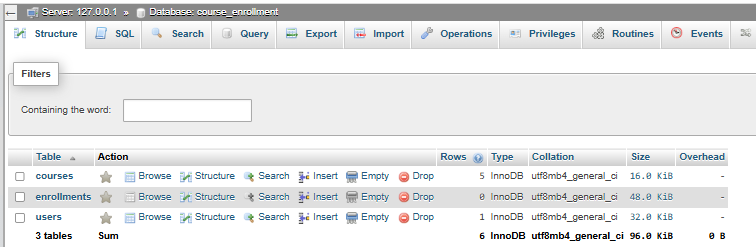 Server: 127.0.0.1 » Database: course_enrollment
Structure SQL Search Query Export Import Operations Privileges Routines Events
Filters
Containing the word:
Table Action Rows Type Collation Size Overhead
courses Browse Structure Search Insert Empty Drop 5 InnoDB utf8mb4_general_ci 16.0 KiB -
enrollments Browse Structure Search Insert Empty Drop 0 InnoDB utf8mb4_general_ci 48.0 KiB -
users Browse Structure Search Insert Empty Drop 1 InnoDB utf8mb4_general_ci 32.0 KiB -
3 tables Sum 6 InnoDB utf8mb4_general_ci 96.0 KiB 0 B